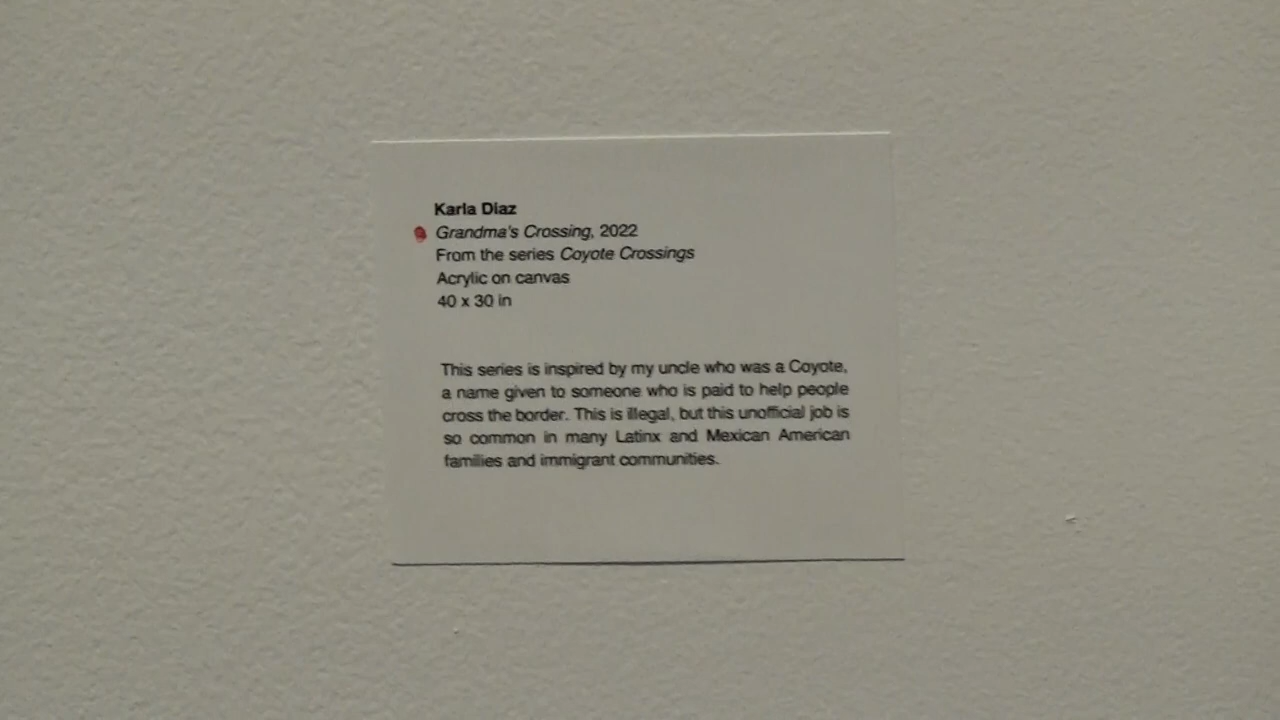 Karla Diaz
Grandma's Crossing, 2022
From the series Coyote Crossings
Acrylic on canvas
40 x 30 in
This series is inspired by my uncle who was a Coyote,
a name given to someone who is paid to help people
cross the border. This is illegal, but this unofficial job is
so common in many Latinx and Mexican American
families and immigrant communities.